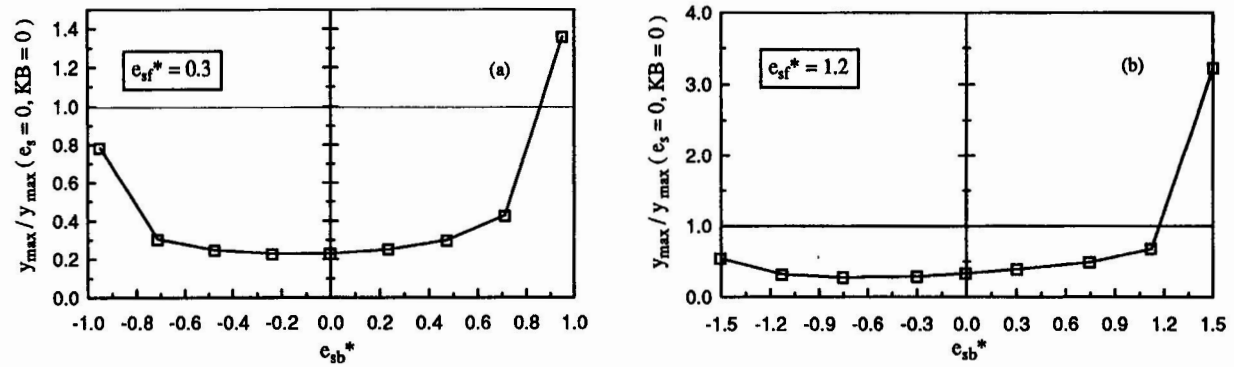 y_max / y_max ( e_s = 0, KB = 0)
1.4
1.2
1.0
0.8
0.6
0.4
0.2
0.0
e_sf* = 0.3
(a)
-1.0 -0.8 -0.6 -0.4 -0.2 0.0 0.2 0.4 0.6 0.8 1.0
e_sb*
y_max / y_max ( e_s = 0, KB = 0)
4.0
3.0
2.0
1.0
0.0
e_sf* = 1.2
(b)
-1.5 -1.2 -0.9 -0.6 -0.3 0.0 0.3 0.6 0.9 1.2 1.5
e_sb*